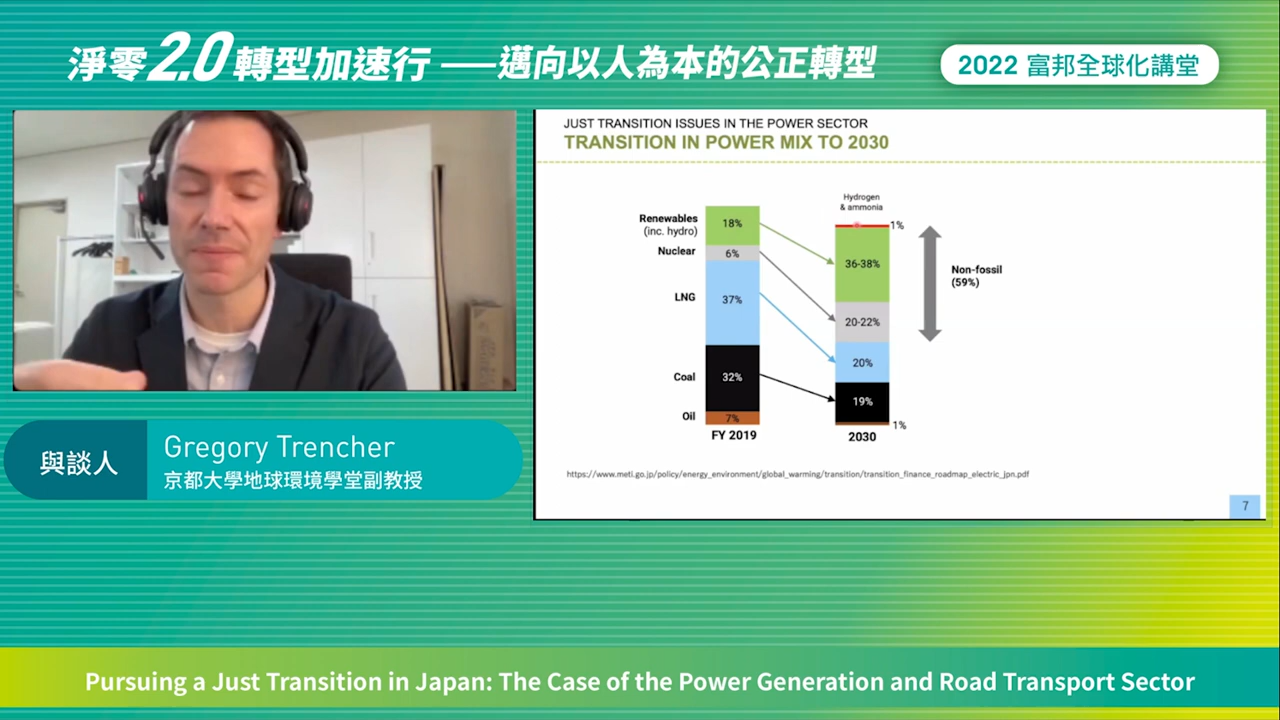 淨零2.0轉型加速行──邁向以人為本的公正轉型
2022 富邦全球化講堂
JUST TRANSITION ISSUES IN THE POWER SECTOR
TRANSITION IN POWER MIX TO 2030
Hydrogen
& ammonia
1%
Renewables
(inc. hydro)
18%
36-38%
Nuclear
6%
20-22%
Non-fossil
(59%)
LNG
37%
20%
Coal
32%
19%
Oil
7%
1%
FY 2019
2030
https://www.meti.go.jp/policy/energy_environment/global_warming/transition/transition_finance_roadmap_electric_jpn.pdf
7
與談人
Gregory Trencher
京都大學地球環境學堂副教授
Pursuing a Just Transition in Japan: The Case of the Power Generation and Road Transport Sector